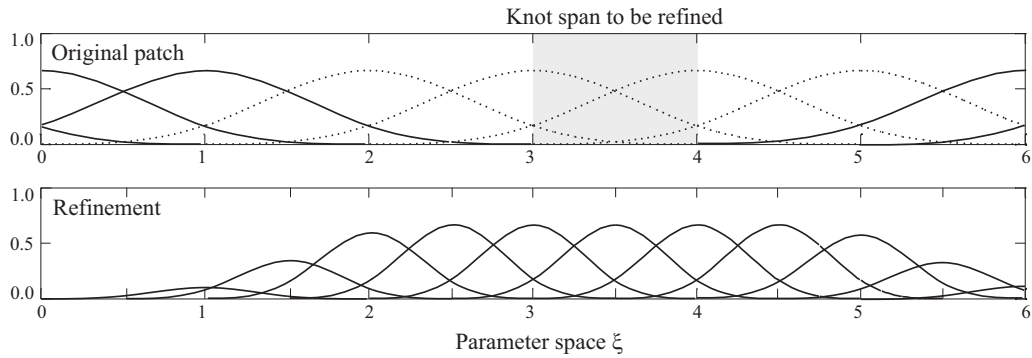 Knot span to be refined
1.0
Original patch
0.5
0.0
0 1 2 3 4 5 6
1.0
Refinement
0.5
0.0
0 1 2 3 4 5 6
Parameter space ξ